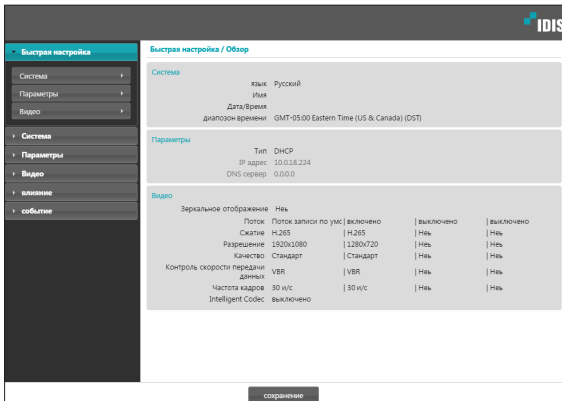 IDIS
Быстрая настройка
Система
Параметры
Видео
Система
Параметры
Видео
влияние
событие
Быстрая настройка / Обзор
Система
язык Русский
Имя
Дата/Время
диапозон времени GMT-05:00 Eastern Time (US & Canada) (DST)
Параметры
Тип DHCP
IP адрес 10.0.18.224
DNS сервер 0.0.0.0
Видео
Зеркальное отображение Неь
Поток Поток записи по умс | включено | выключено | выключено
Сжатие H.265 | H.265 | Неь | Неь
Разрешение 1920x1080 | 1280x720 | Неь | Неь
Качество Стандарт | Стандарт | Неь | Неь
Контроль скорости передачи
данных VBR | VBR | Неь | Неь
Частота кадров 30 и/с | 30 и/с | Неь | Неь
Intelligent Codec выключено
сохранение